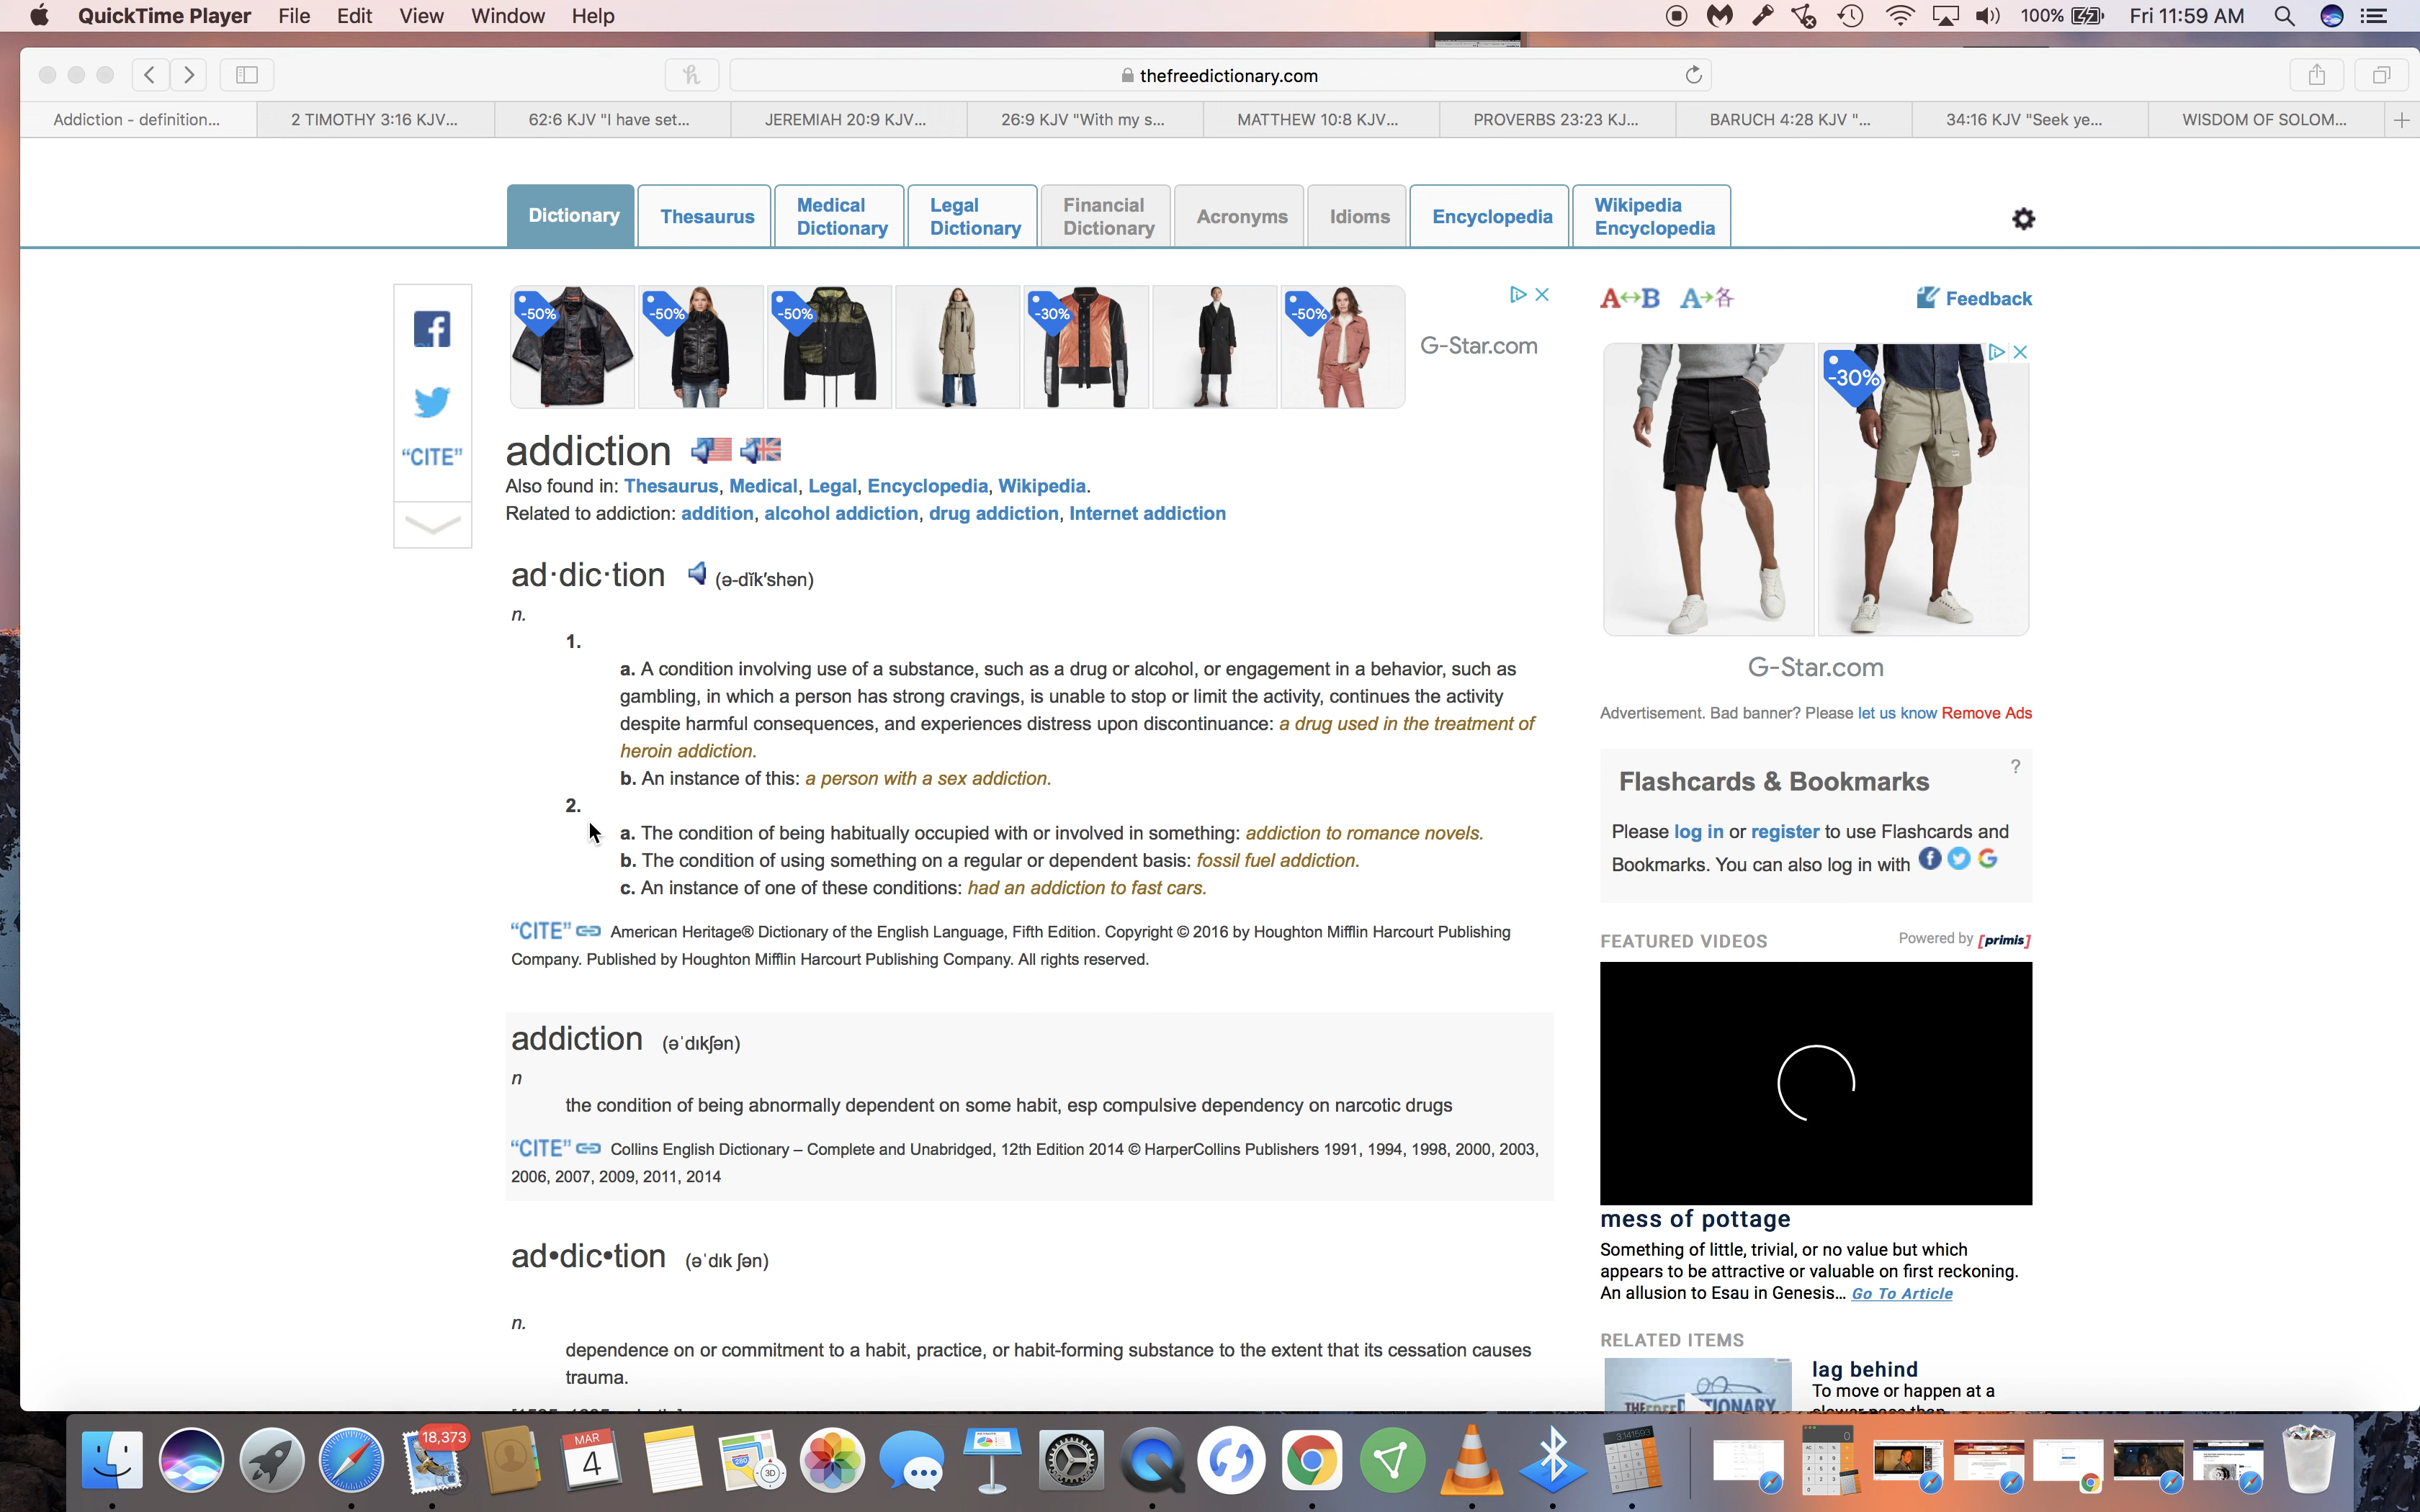 QuickTime Player File Edit View Window Help 100% Fri 11:59 AM
thefreedictionary.com
Addiction - definition... 2 TIMOTHY 3:16 KJV... 62:6 KJV "I have set... JEREMIAH 20:9 KJV... 26:9 KJV "With my s... MATTHEW 10:8 KJV... PROVERBS 23:23 KJ... BARUCH 4:28 KJV "... 34:16 KJV "Seek ye... WISDOM OF SOLOM...
Dictionary
Thesaurus
Medical
Dictionary
Legal
Dictionary
Financial
Dictionary
Acronyms
Idioms
Encyclopedia
Wikipedia
Encyclopedia
-50%
-50%
-50%
-30%
-50%
G-Star.com
A↔B A→各
Feedback
"CITE"
addiction
Also found in: Thesaurus, Medical, Legal, Encyclopedia, Wikipedia.
Related to addiction: addition, alcohol addiction, drug addiction, Internet addiction
ad·dic·tion (ə-dĭk′shən)
n.
1.
a. A condition involving use of a substance, such as a drug or alcohol, or engagement in a behavior, such as
gambling, in which a person has strong cravings, is unable to stop or limit the activity, continues the activity
despite harmful consequences, and experiences distress upon discontinuance: a drug used in the treatment of
heroin addiction.
b. An instance of this: a person with a sex addiction.
2.
a. The condition of being habitually occupied with or involved in something: addiction to romance novels.
b. The condition of using something on a regular or dependent basis: fossil fuel addiction.
c. An instance of one of these conditions: had an addiction to fast cars.
"CITE" American Heritage® Dictionary of the English Language, Fifth Edition. Copyright © 2016 by Houghton Mifflin Harcourt Publishing
Company. Published by Houghton Mifflin Harcourt Publishing Company. All rights reserved.
addiction (əˈdɪkʃən)
n
the condition of being abnormally dependent on some habit, esp compulsive dependency on narcotic drugs
"CITE" Collins English Dictionary – Complete and Unabridged, 12th Edition 2014 © HarperCollins Publishers 1991, 1994, 1998, 2000, 2003,
2006, 2007, 2009, 2011, 2014
ad•dic•tion (əˈdɪk ʃən)
n.
dependence on or commitment to a habit, practice, or habit-forming substance to the extent that its cessation causes
trauma.
-30%
G-Star.com
Advertisement. Bad banner? Please let us know Remove Ads
Flashcards & Bookmarks ?
Please log in or register to use Flashcards and
Bookmarks. You can also log in with
FEATURED VIDEOS Powered by [primis]
mess of pottage
Something of little, trivial, or no value but which
appears to be attractive or valuable on first reckoning.
An allusion to Esau in Genesis... Go To Article
RELATED ITEMS
lag behind
To move or happen at a
slower pace than
THE FREE DICTIONARY
18,373
MAR
4
280
3D
3.141593